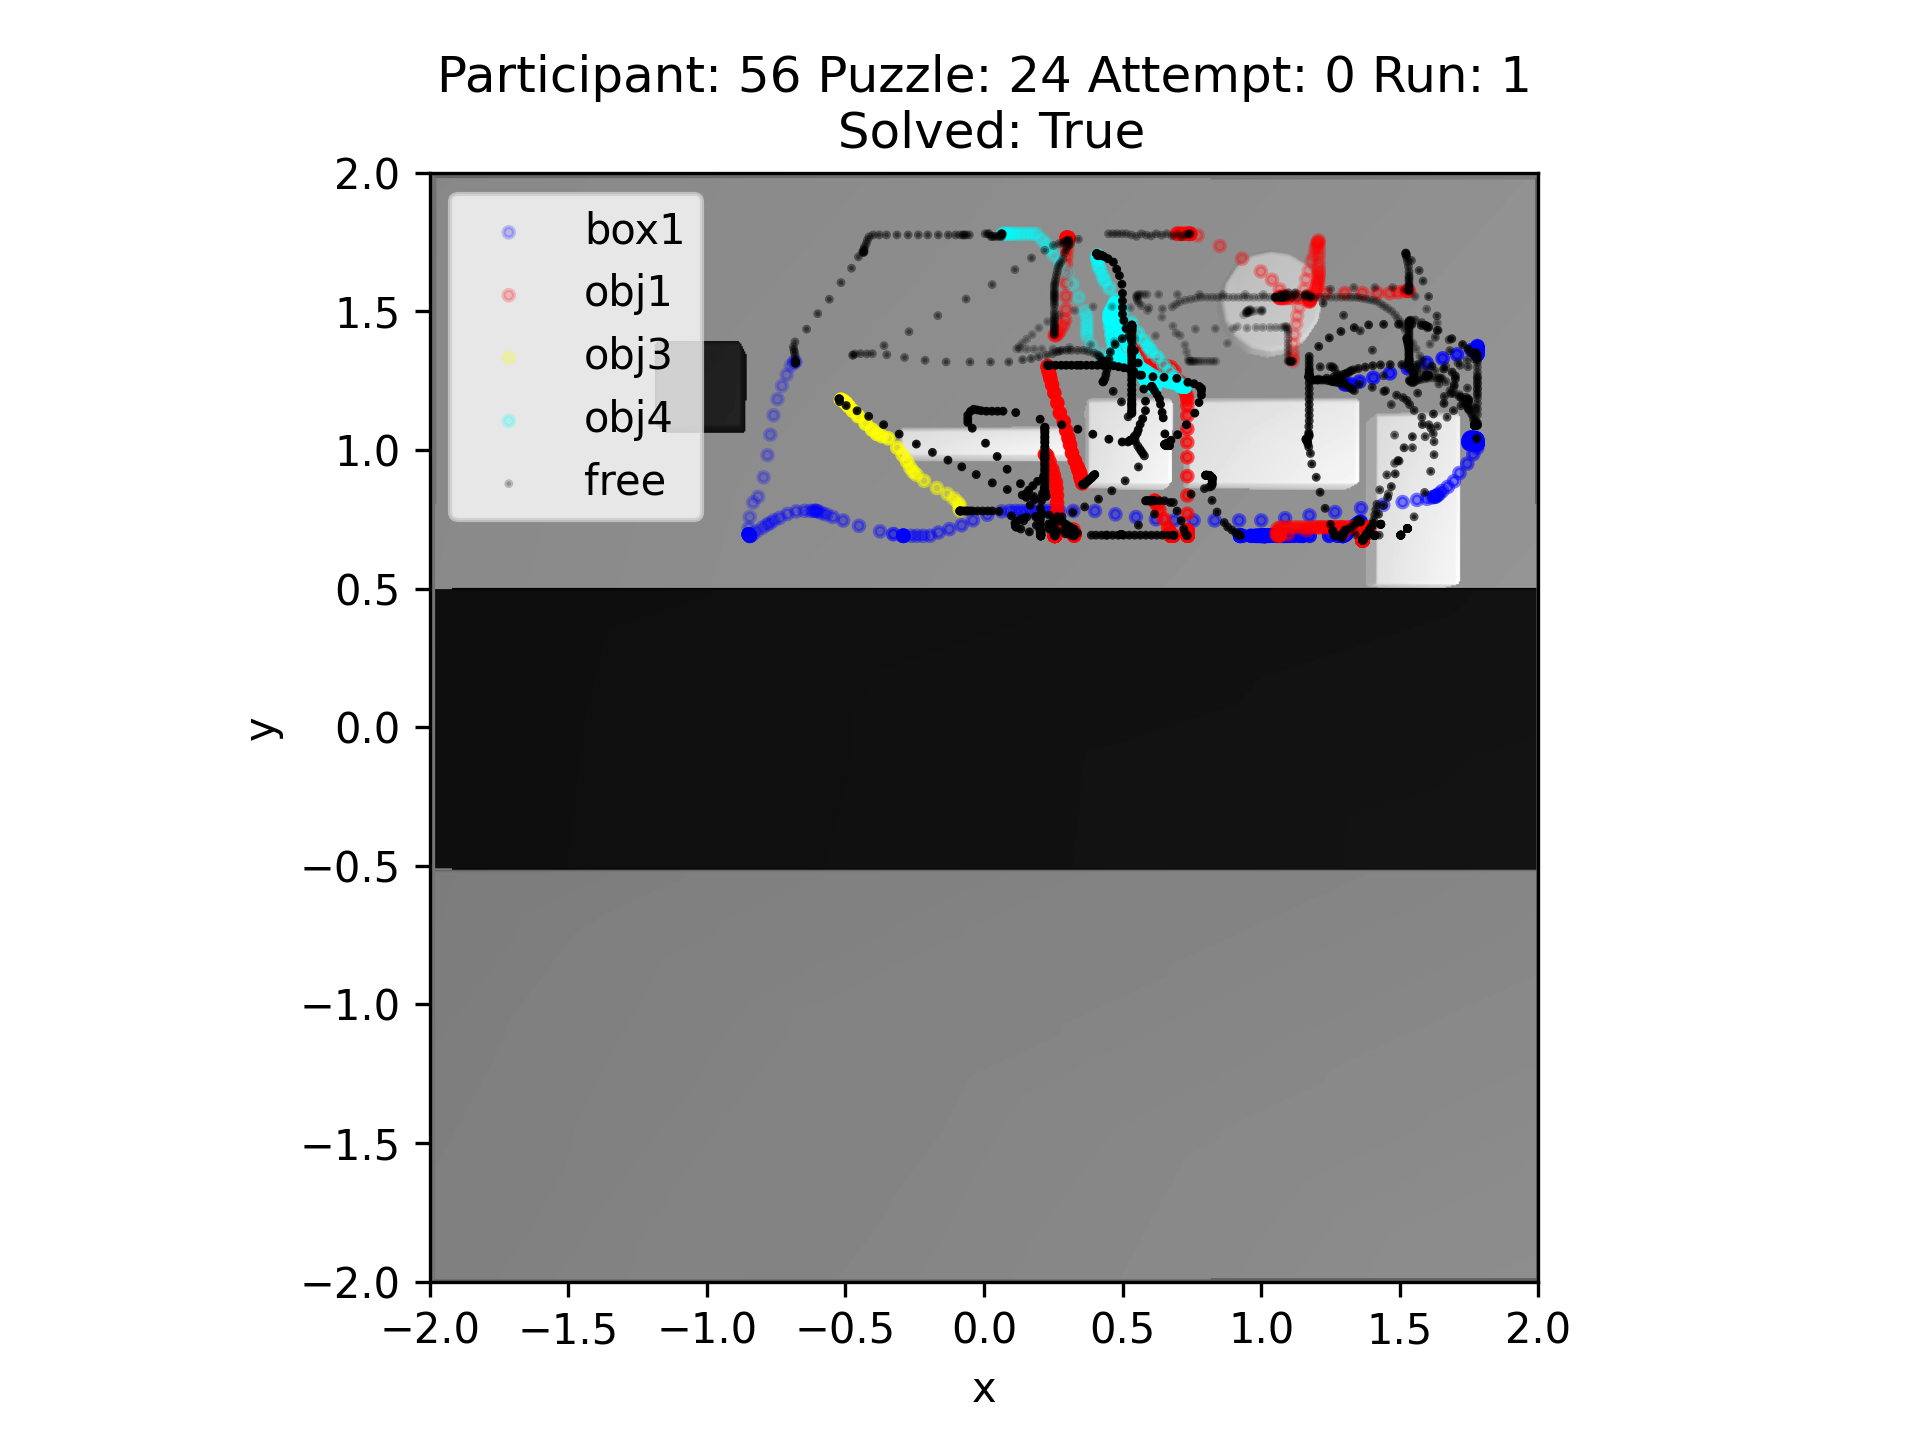 Participant: 56 Puzzle: 24 Attempt: 0 Run: 1
Solved: True
2.0
1.5
1.0
0.5
0.0
−0.5
−1.0
−1.5
−2.0
y
box1
obj1
obj3
obj4
free
−2.0 −1.5 −1.0 −0.5 0.0 0.5 1.0 1.5 2.0
x